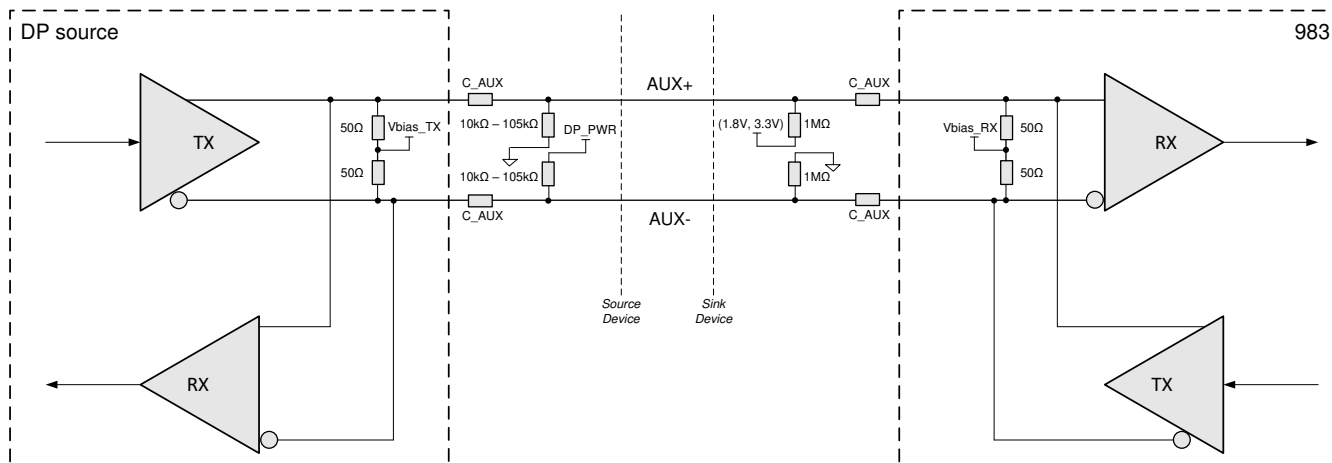 DP source
983
C_AUX
AUX+
C_AUX
50Ω
Vbias_TX
10kΩ – 105kΩ
DP_PWR
(1.8V, 3.3V)
1MΩ
Vbias_RX
50Ω
TX
RX
50Ω
10kΩ – 105kΩ
1MΩ
50Ω
C_AUX
AUX-
C_AUX
Source
Device
Sink
Device
RX
TX